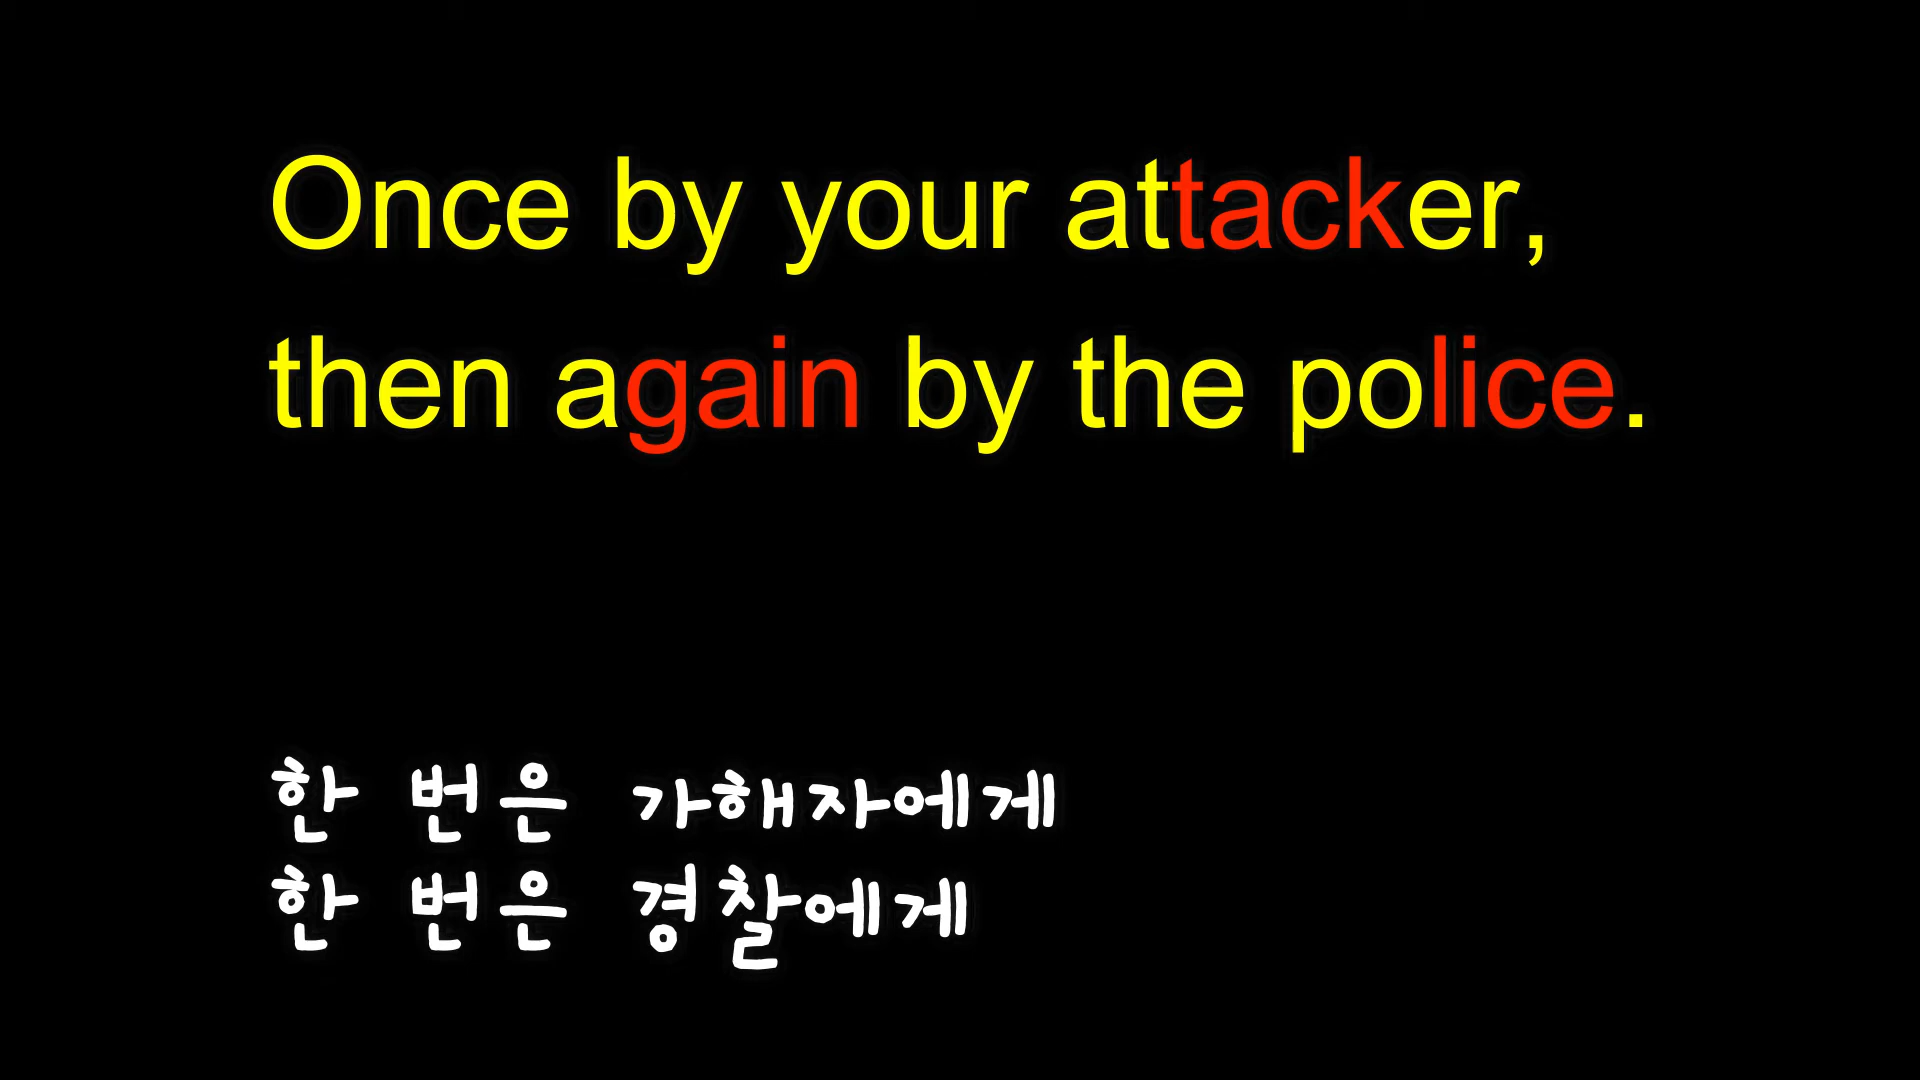 Once by your attacker,
then again by the police.
한 번은 가해자에게
한 번은 경찰에게